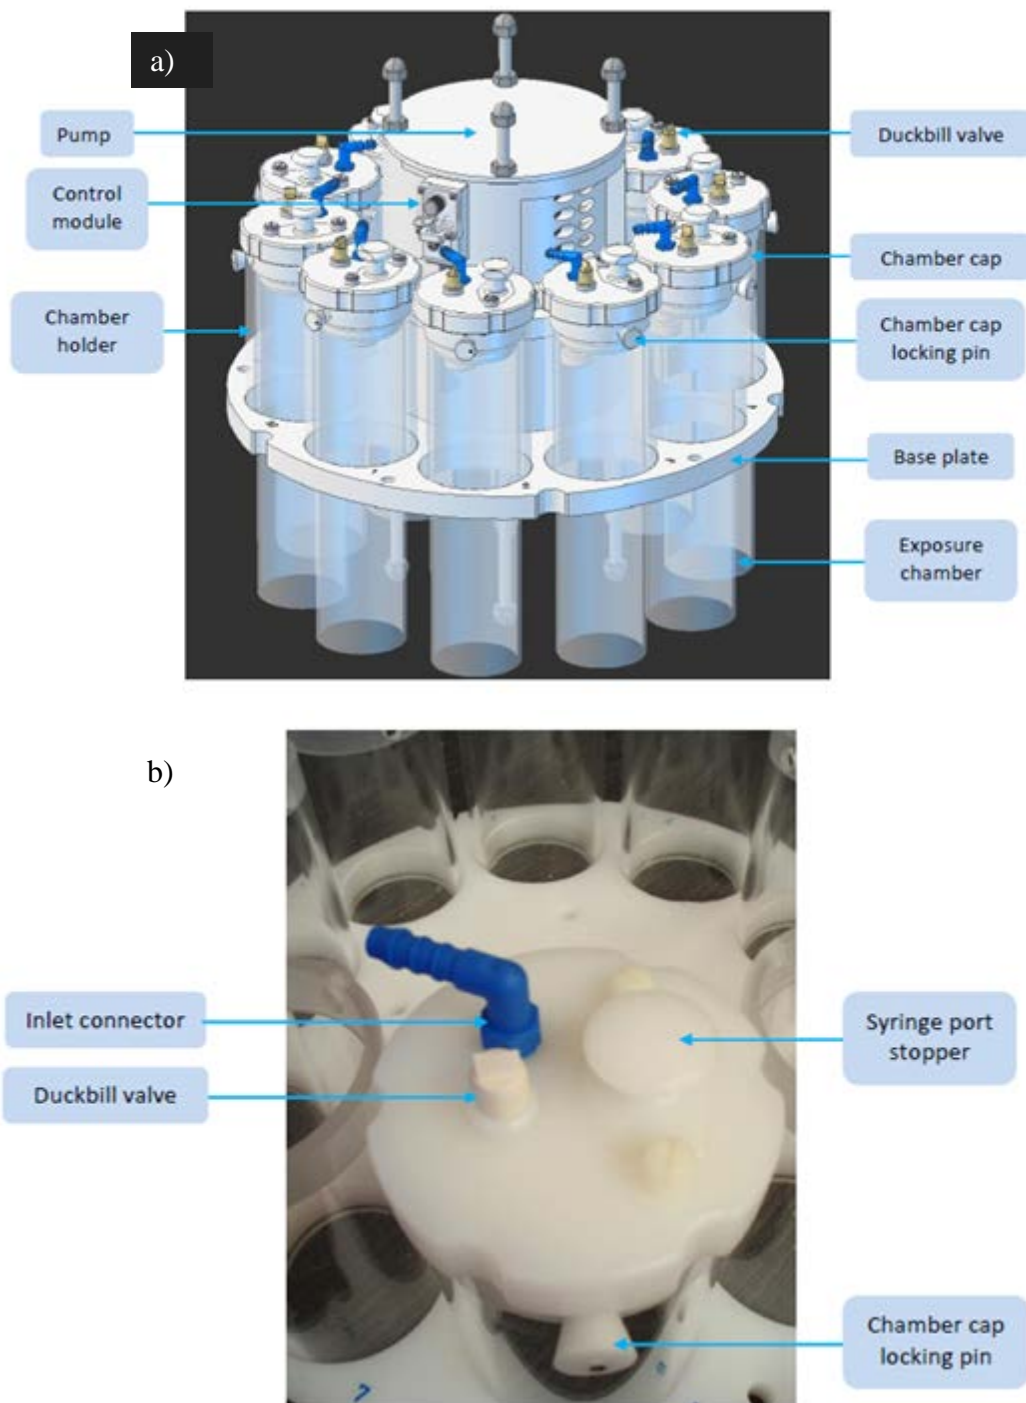 a)
Pump
Control
module
Chamber
holder
Duckbill valve
Chamber cap
Chamber cap
locking pin
Base plate
Exposure
chamber
b)
Inlet connector
Duckbill valve
Syringe port
stopper
Chamber cap
locking pin
7